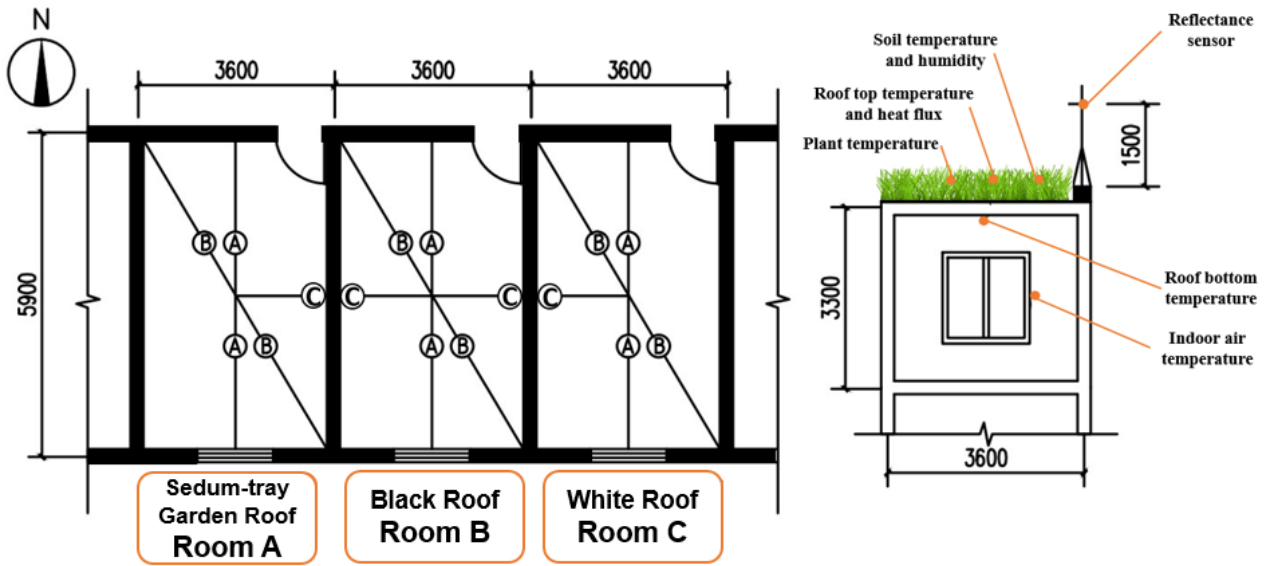 N
3600
3600
3600
5900
B
A
B
A
B
A
C
C
C
C
A
B
A
B
A
B
Sedum-tray
Garden Roof
Room A
Black Roof
Room B
White Roof
Room C
Reflectance
sensor
Soil temperature
and humidity
Roof top temperature
and heat flux
Plant temperature
1500
3300
Roof bottom
temperature
Indoor air
temperature
3600